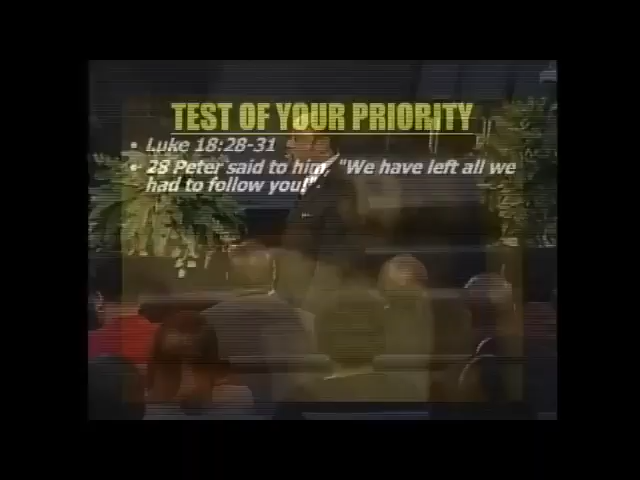 TEST OF YOUR PRIORITY
• Luke 18:28-31
• 28 Peter said to him, "We have left all we
had to follow you!"